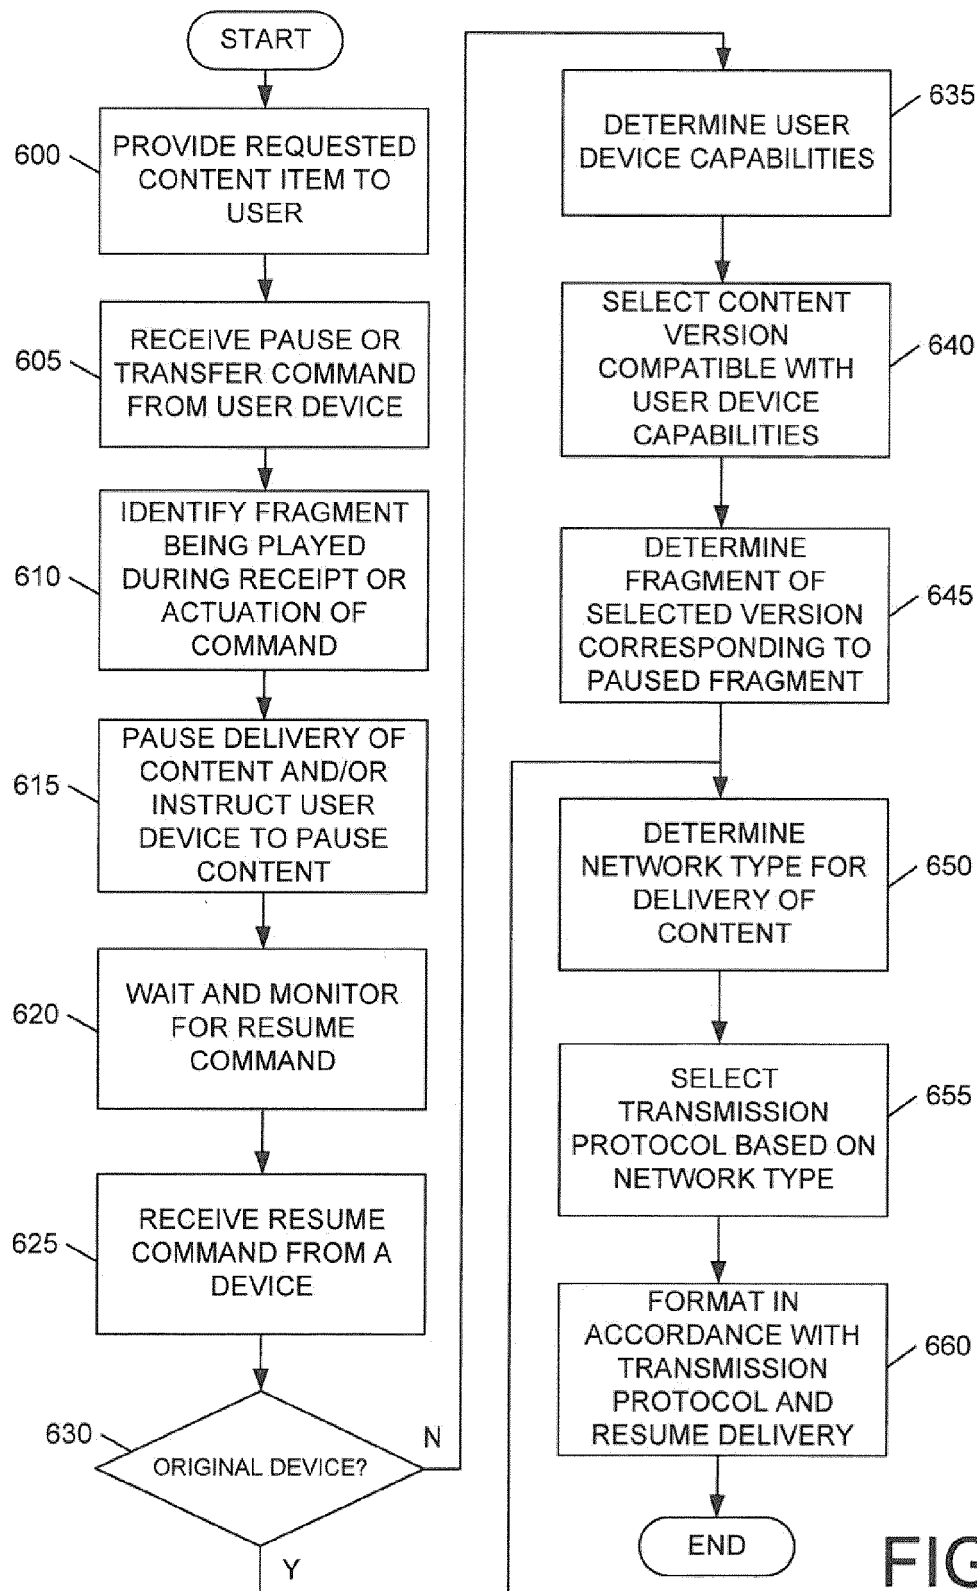 START
600
PROVIDE REQUESTED
CONTENT ITEM TO
USER
605
RECEIVE PAUSE OR
TRANSFER COMMAND
FROM USER DEVICE
610
IDENTIFY FRAGMENT
BEING PLAYED
DURING RECEIPT OR
ACTUATION OF
COMMAND
615
PAUSE DELIVERY OF
CONTENT AND/OR
INSTRUCT USER
DEVICE TO PAUSE
CONTENT
620
WAIT AND MONITOR
FOR RESUME
COMMAND
625
RECEIVE RESUME
COMMAND FROM A
DEVICE
630
ORIGINAL DEVICE?
N
Y
635
DETERMINE USER
DEVICE CAPABILITIES
640
SELECT CONTENT
VERSION
COMPATIBLE WITH
USER DEVICE
CAPABILITIES
645
DETERMINE
FRAGMENT OF
SELECTED VERSION
CORRESPONDING TO
PAUSED FRAGMENT
650
DETERMINE
NETWORK TYPE FOR
DELIVERY OF
CONTENT
655
SELECT
TRANSMISSION
PROTOCOL BASED ON
NETWORK TYPE
660
FORMAT IN
ACCORDANCE WITH
TRANSMISSION
PROTOCOL AND
RESUME DELIVERY
END
FIG